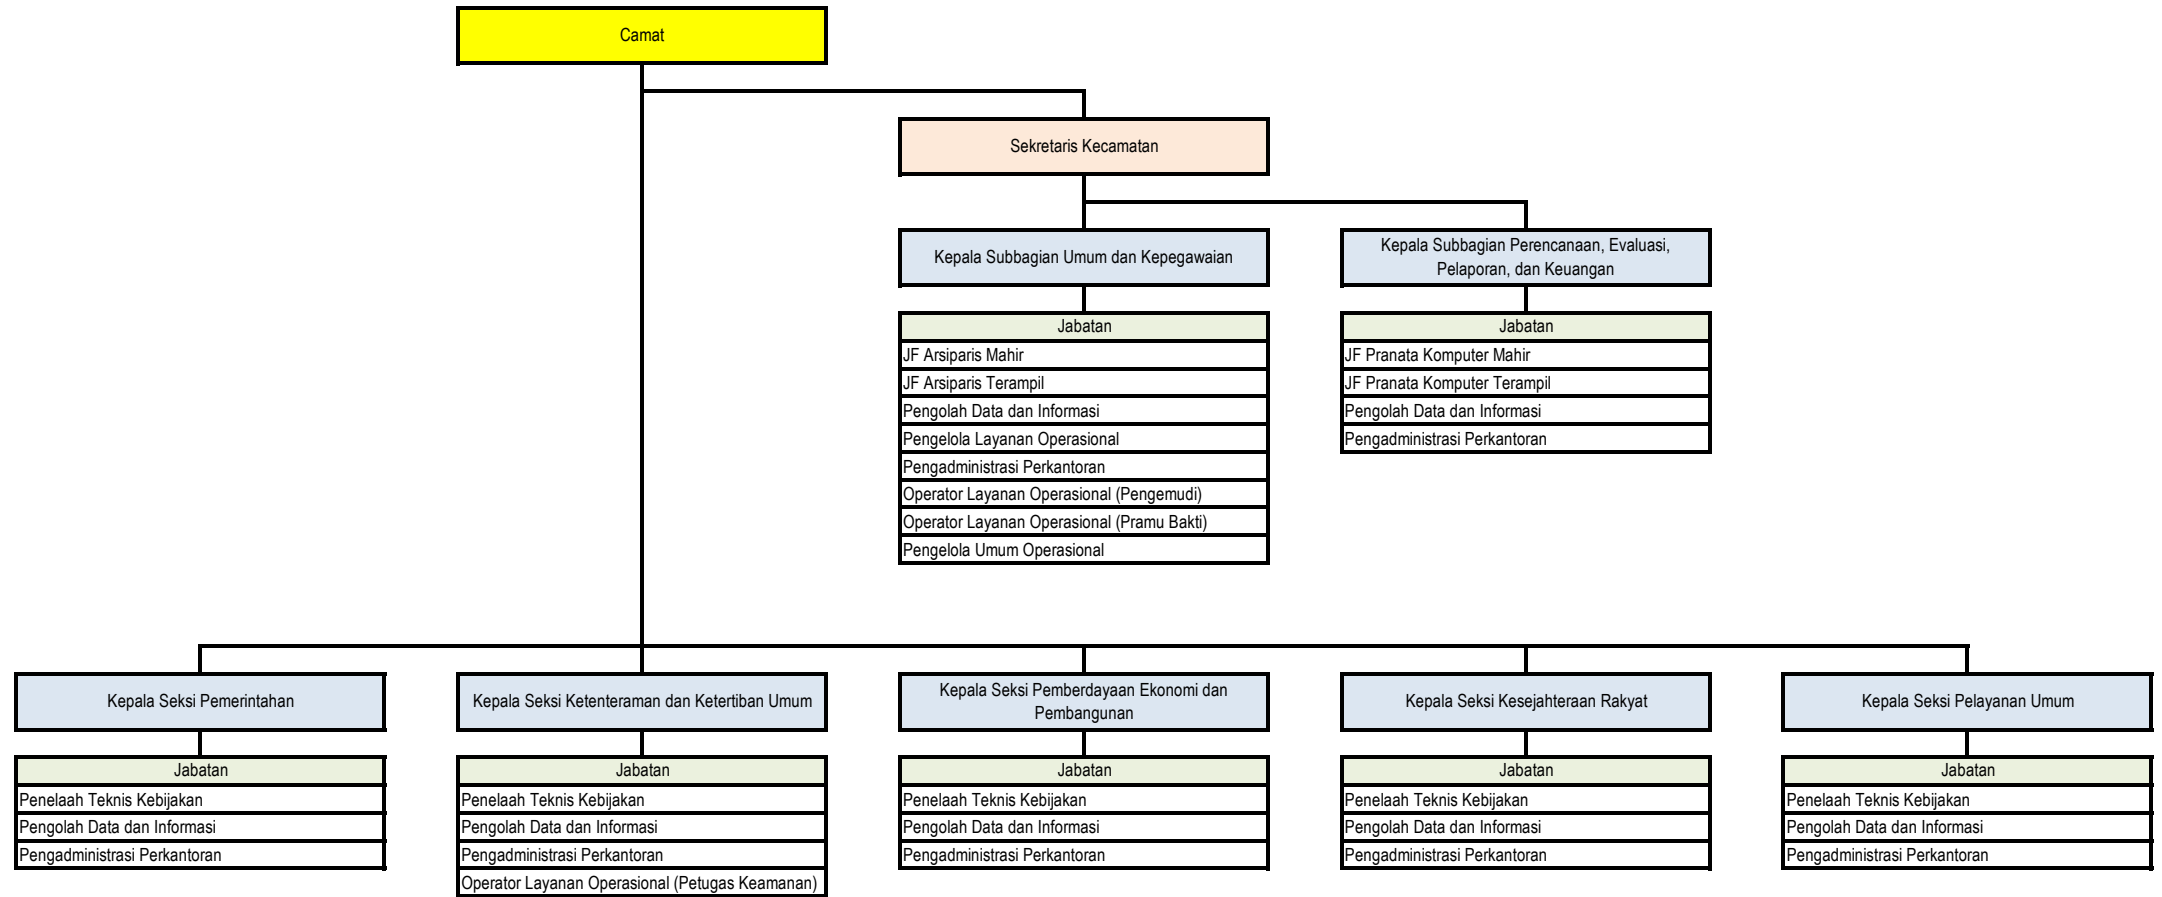 Camat
Sekretaris Kecamatan
Kepala Subbagian Umum dan Kepegawaian
Kepala Subbagian Perencanaan, Evaluasi,
Pelaporan, dan Keuangan
Jabatan
JF Arsiparis Mahir
JF Arsiparis Terampil
Pengolah Data dan Informasi
Pengelola Layanan Operasional
Pengadministrasi Perkantoran
Operator Layanan Operasional (Pengemudi)
Operator Layanan Operasional (Pramu Bakti)
Pengelola Umum Operasional
Jabatan
JF Pranata Komputer Mahir
JF Pranata Komputer Terampil
Pengolah Data dan Informasi
Pengadministrasi Perkantoran
Kepala Seksi Pemerintahan
Jabatan
Penelaah Teknis Kebijakan
Pengolah Data dan Informasi
Pengadministrasi Perkantoran
Kepala Seksi Ketenteraman dan Ketertiban Umum
Jabatan
Penelaah Teknis Kebijakan
Pengolah Data dan Informasi
Pengadministrasi Perkantoran
Operator Layanan Operasional (Petugas Keamanan)
Kepala Seksi Pemberdayaan Ekonomi dan
Pembangunan
Jabatan
Penelaah Teknis Kebijakan
Pengolah Data dan Informasi
Pengadministrasi Perkantoran
Kepala Seksi Kesejahteraan Rakyat
Jabatan
Penelaah Teknis Kebijakan
Pengolah Data dan Informasi
Pengadministrasi Perkantoran
Kepala Seksi Pelayanan Umum
Jabatan
Penelaah Teknis Kebijakan
Pengolah Data dan Informasi
Pengadministrasi Perkantoran